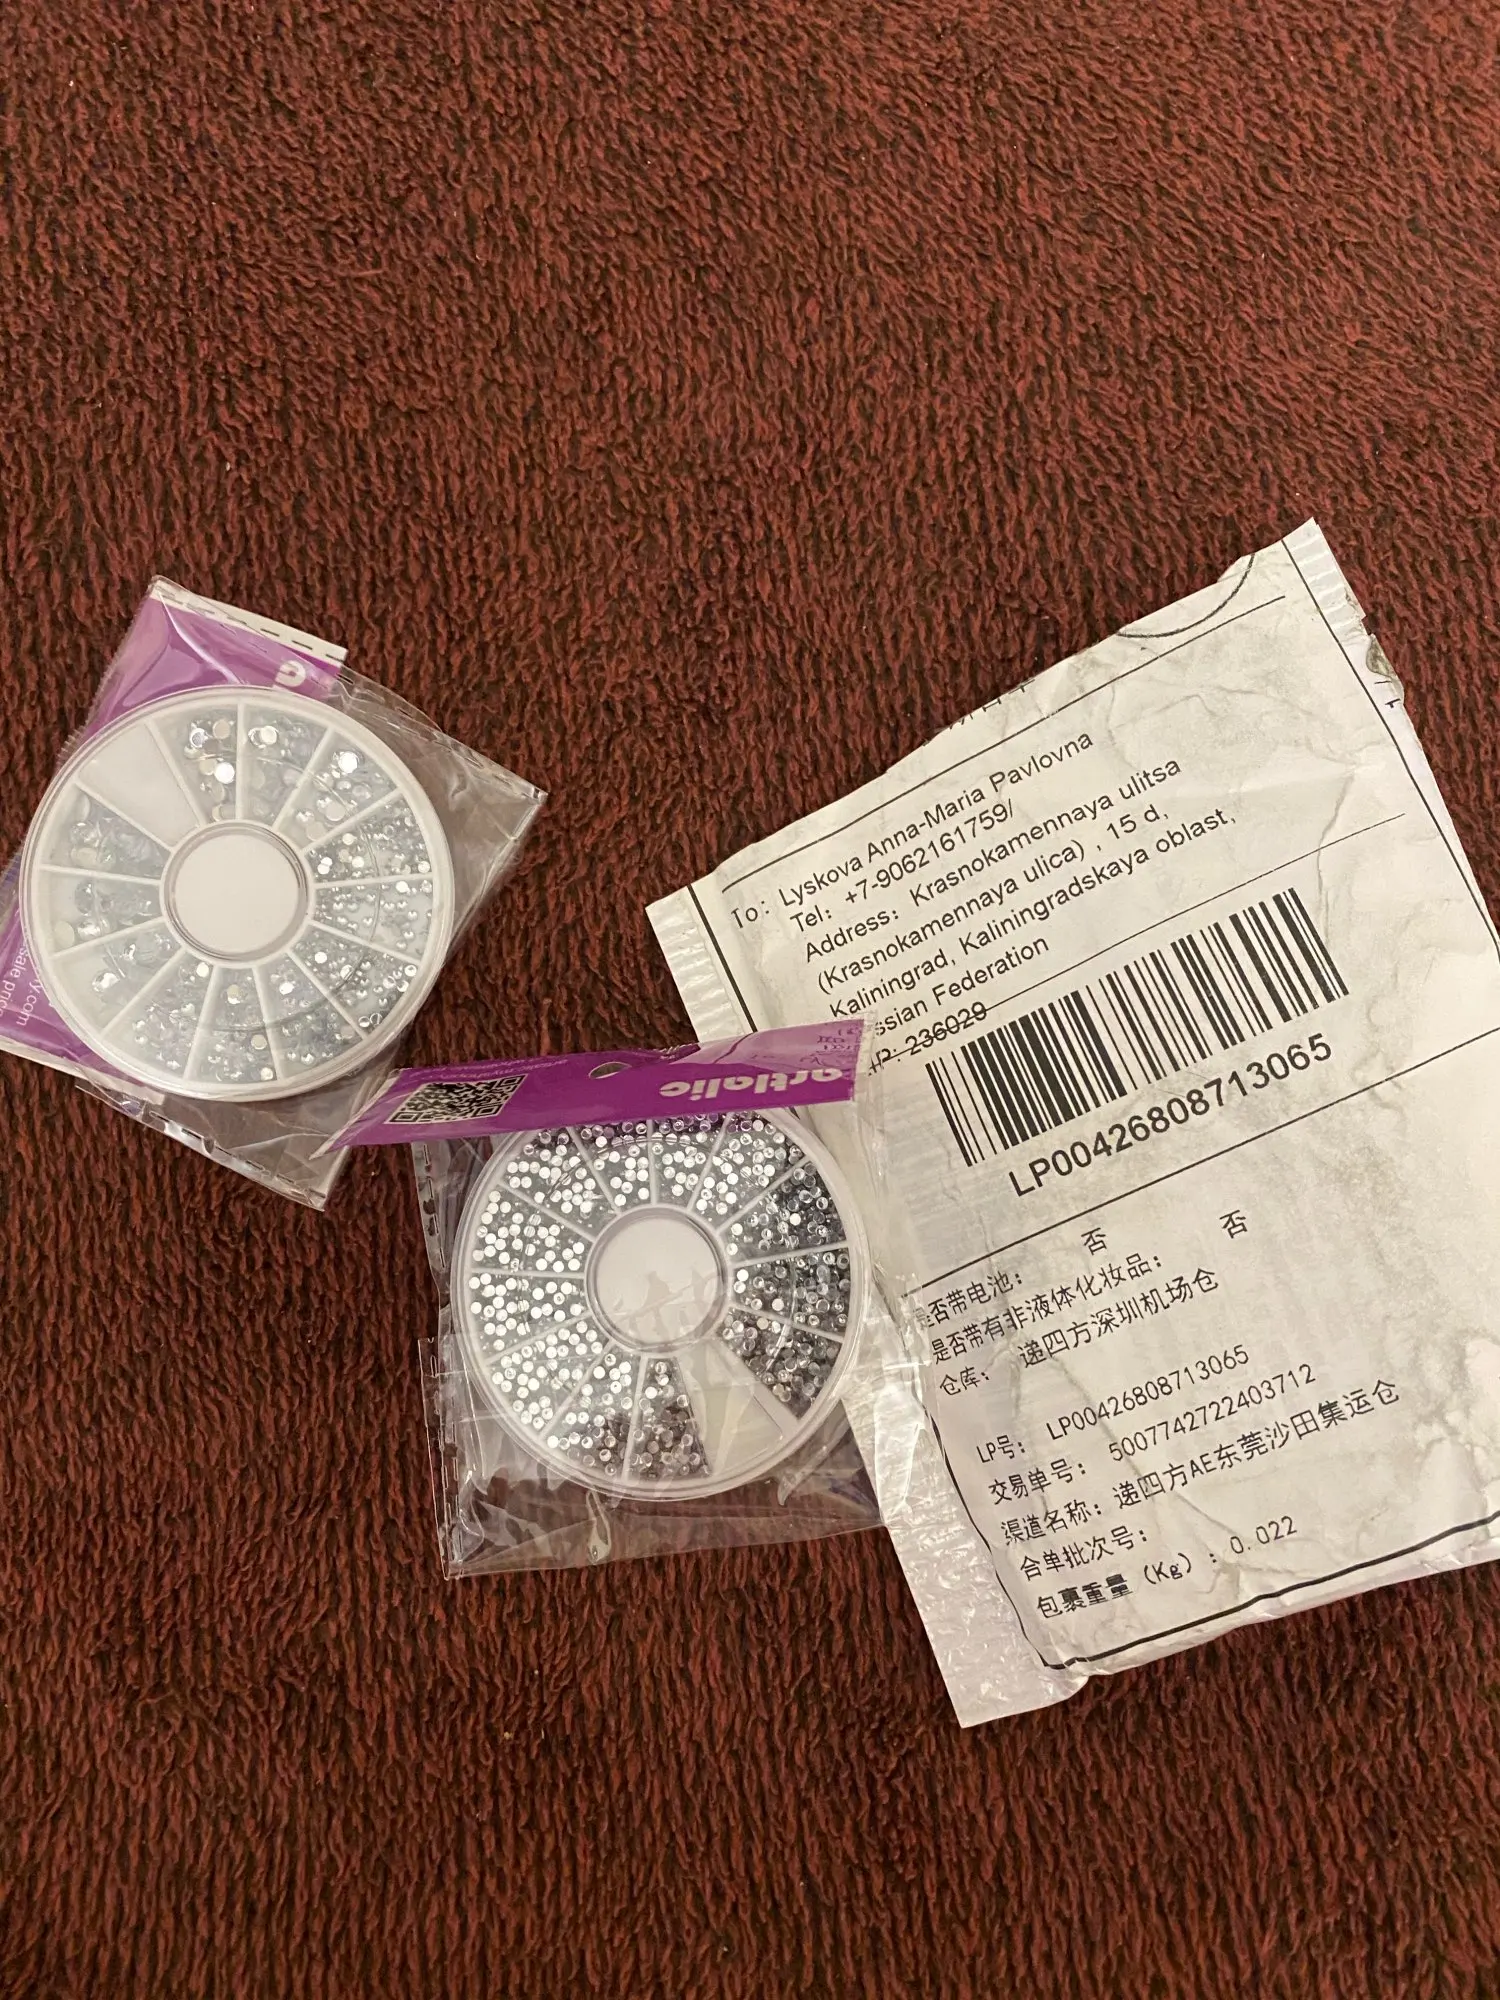 To: Lyskova Anna-Maria Pavlovna
Tel: +7-9062161759/
Address: Krasnokamennaya ulitsa
(Krasnokamennaya ulica) , 15 d,
Kaliningrad, Kaliningradskaya oblast,
ssian Federation
236029
LP00426808713065
否 否
是否带电池:
是否带有非液体化妆品:
仓库: 递四方深圳机场仓
LP号: LP00426808713065
交易单号: 5007742722403712
渠道名称: 递四方AE东莞沙田集运仓
合单批次号:
包裹重量 (Kg) : 0.022
artlalic